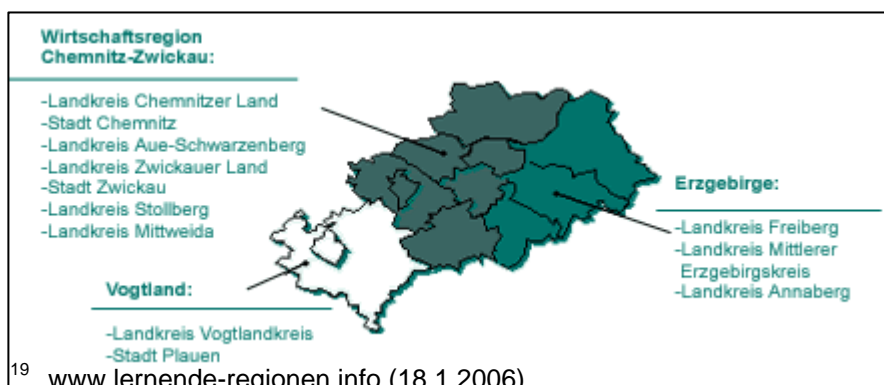 Wirtschaftsregion
Chemnitz-Zwickau:
-Landkreis Chemnitzer Land
-Stadt Chemnitz
-Landkreis Aue-Schwarzenberg
-Landkreis Zwickauer Land
-Stadt Zwickau
-Landkreis Stollberg
-Landkreis Mittweida
Erzgebirge:
-Landkreis Freiberg
-Landkreis Mittlerer
Erzgebirgskreis
-Landkreis Annaberg
Vogtland:
-Landkreis Vogtlandkreis
-Stadt Plauen
19 www.lernende-regionen.info (18.1.2006)